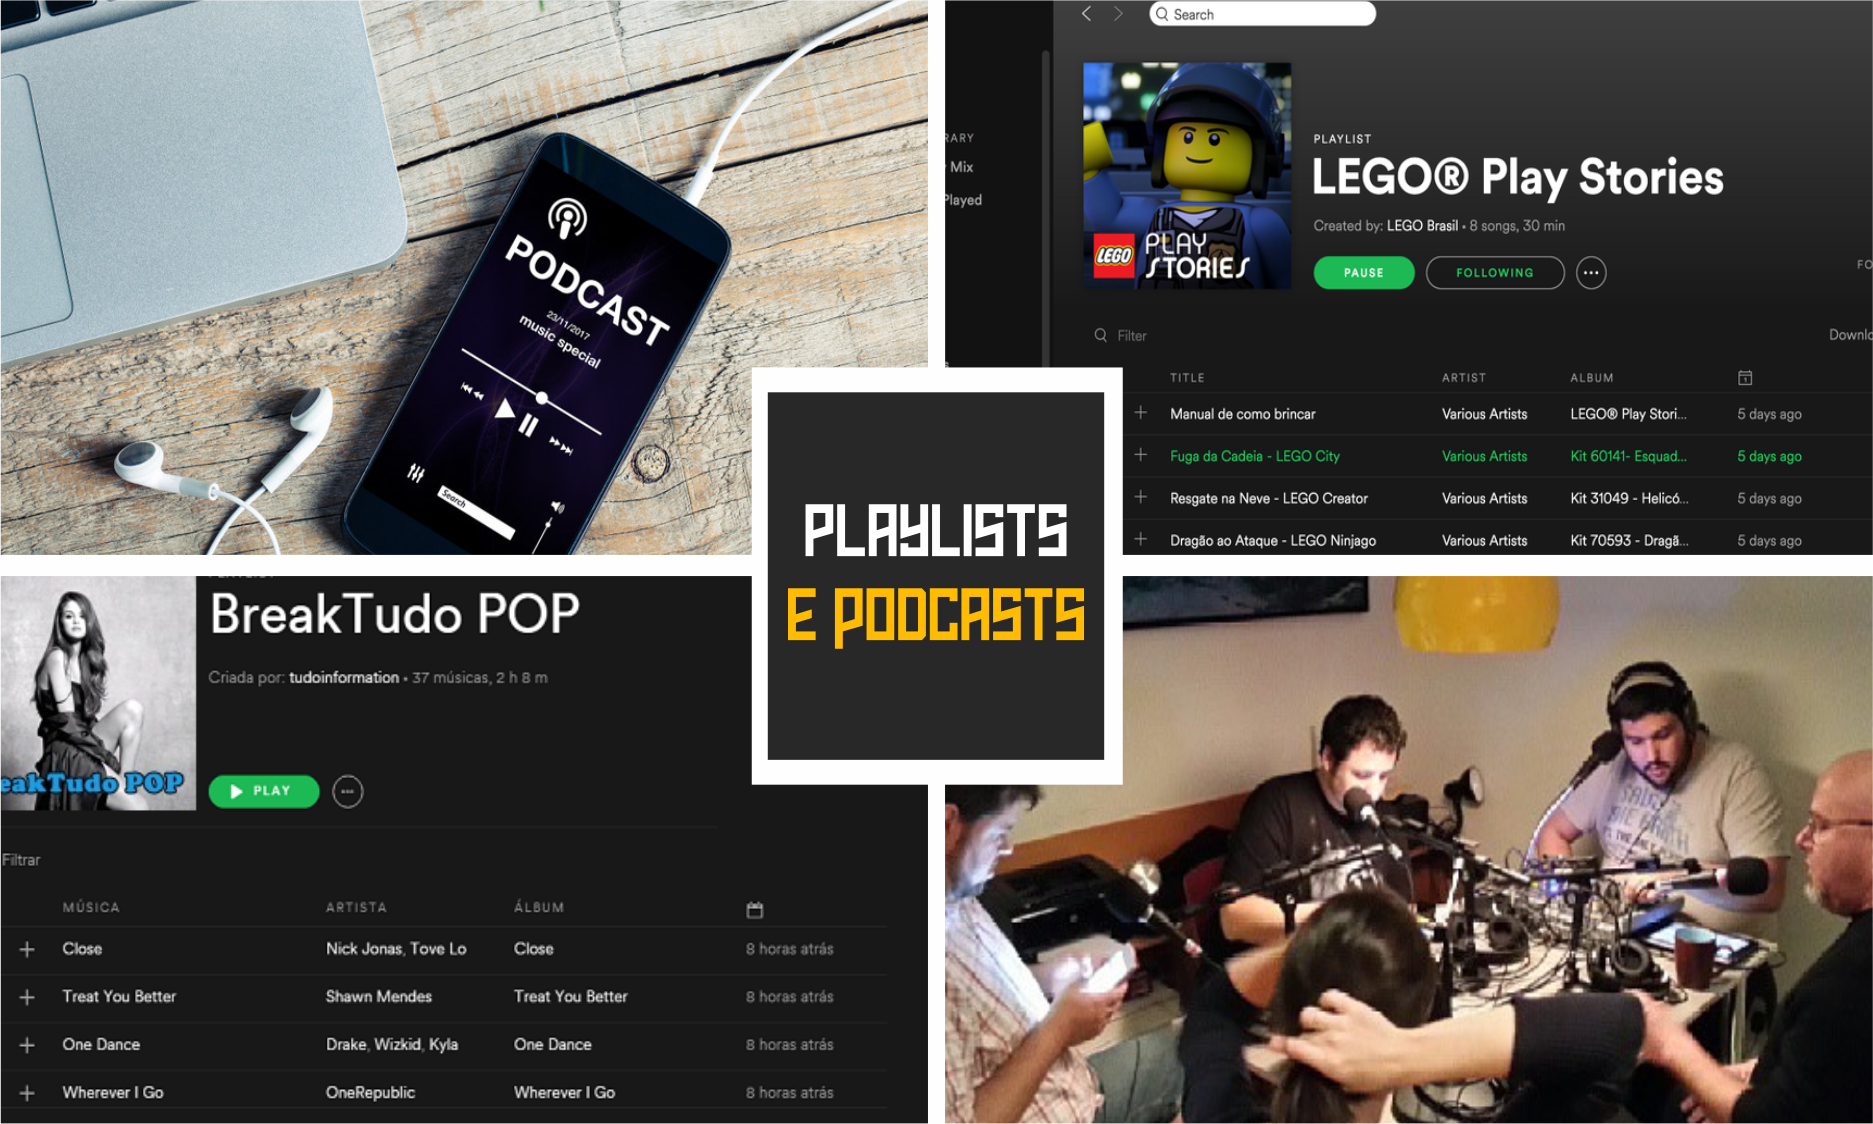 PODCAST
23/11/2017
music special
Search
Search
RARY
Mix
Played
PLAYLIST
LEGO® Play Stories
Created by: LEGO Brasil • 8 songs, 30 min
PAUSE FOLLOWING
LEGO PLAY STORIES
FO
Filter
Downlo
TITLE ARTIST ALBUM
Manual de como brincar Various Artists LEGO® Play Stori... 5 days ago
Fuga da Cadeia - LEGO City Various Artists Kit 60141- Esquad... 5 days ago
Resgate na Neve - LEGO Creator Various Artists Kit 31049 - Helicó... 5 days ago
Dragão ao Ataque - LEGO Ninjago Various Artists Kit 70593 - Dragã... 5 days ago
PLAYLISTS
E PODCASTS
BreakTudo POP
Criada por: tudoinformation • 37 músicas, 2 h 8 m
eakTudo POP
PLAY
Filtrar
MÚSICA ARTISTA ÁLBUM
Close Nick Jonas, Tove Lo Close 8 horas atrás
Treat You Better Shawn Mendes Treat You Better 8 horas atrás
One Dance Drake, Wizkid, Kyla One Dance 8 horas atrás
Wherever I Go OneRepublic Wherever I Go 8 horas atrás